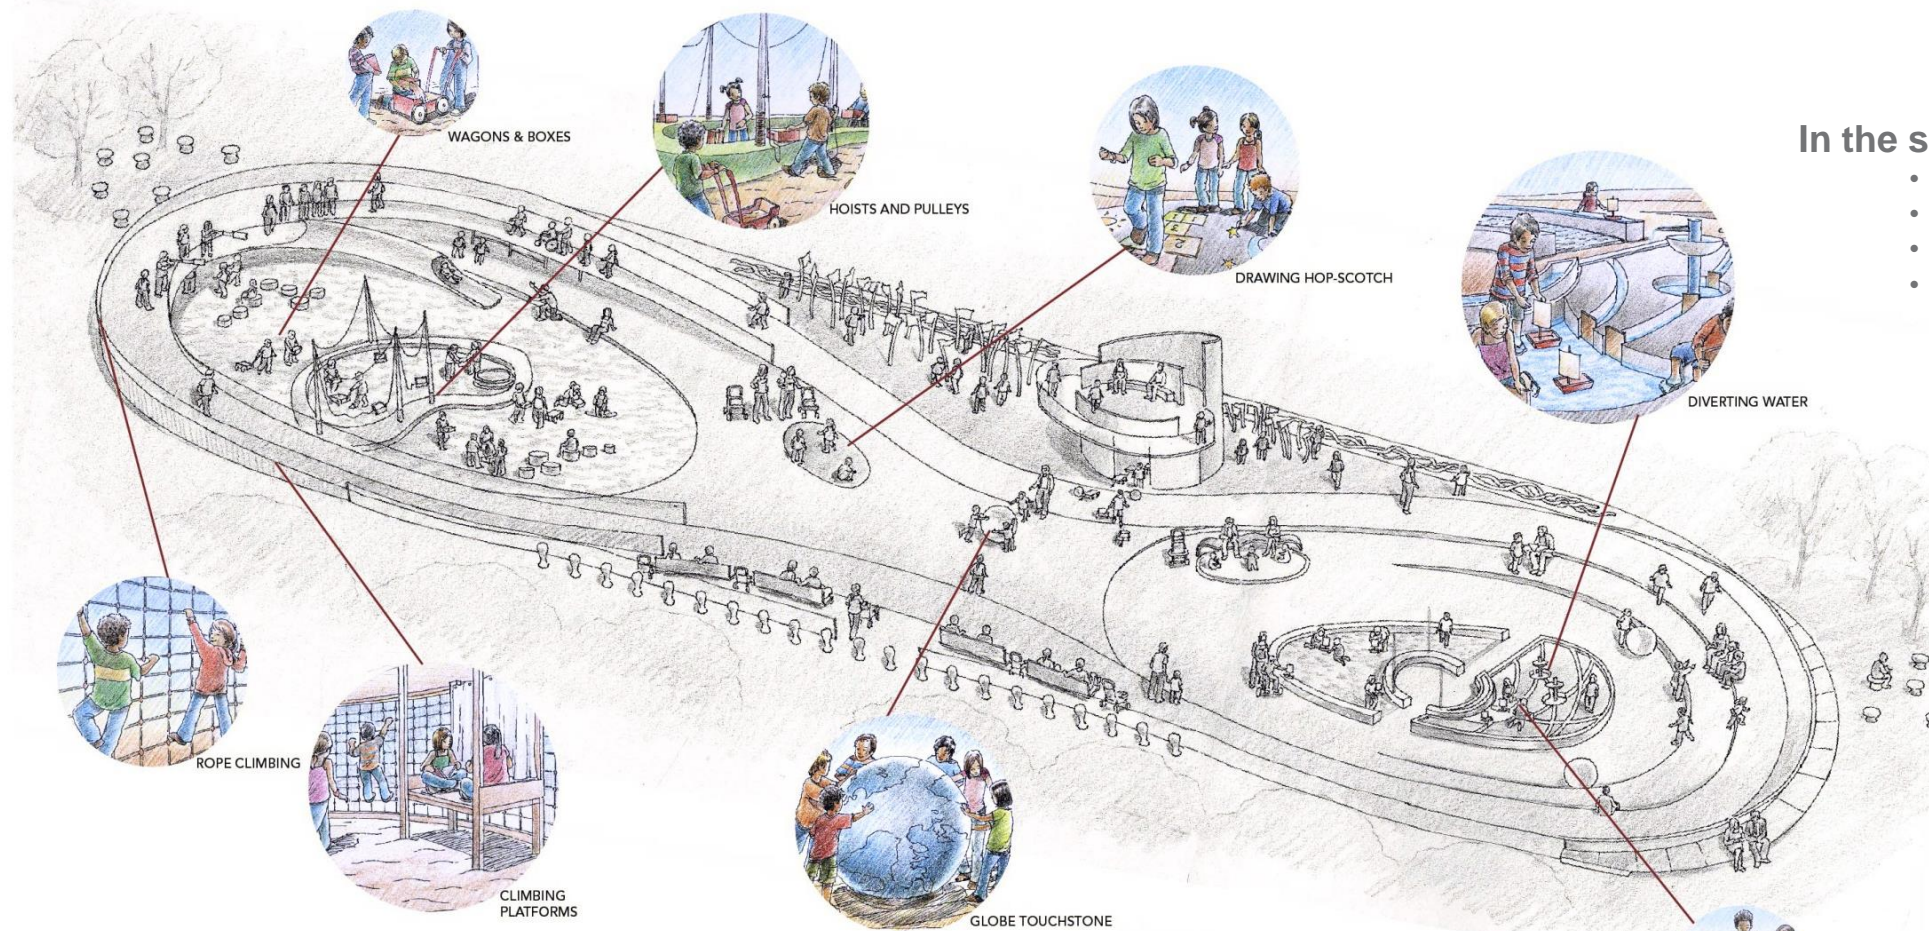 WAGONS & BOXES
HOISTS AND PULLEYS
DRAWING HOP-SCOTCH
In the s
DIVERTING WATER
ROPE CLIMBING
CLIMBING
PLATFORMS
GLOBE TOUCHSTONE